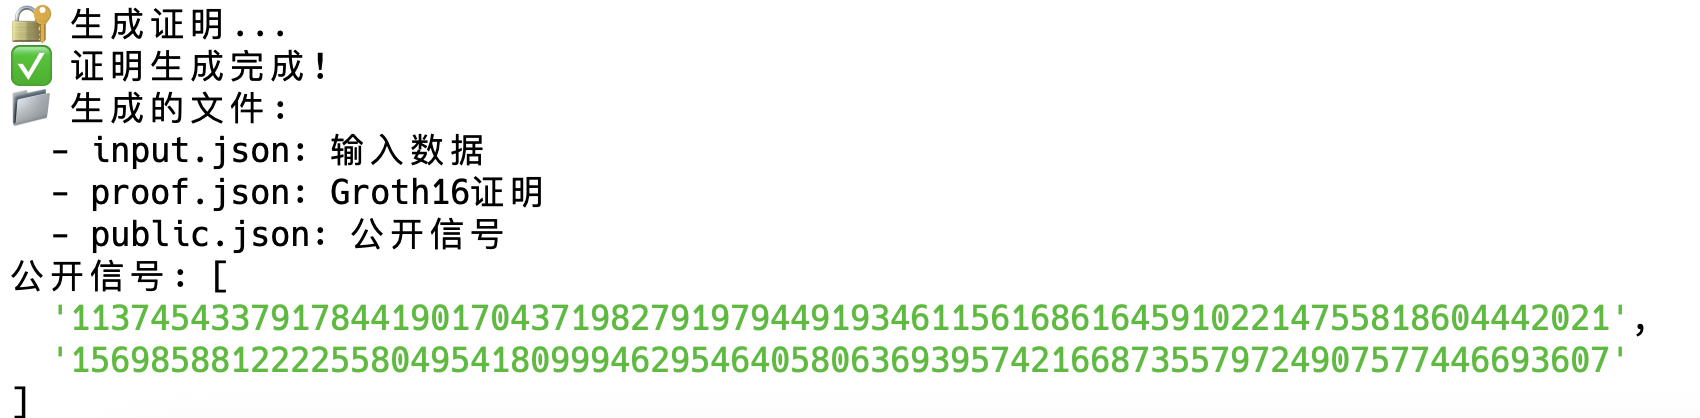 🔐 生成证明...
✅ 证明生成完成!
📁 生成的文件:
  - input.json: 输入数据
  - proof.json: Groth16证明
  - public.json: 公开信号
公开信号: [
  '11374543379178441901704371982791979449193461156168616459102214755818604442021',
  '1569858812222558049541809994629546405806369395742166873557972490757744669360​7'
]